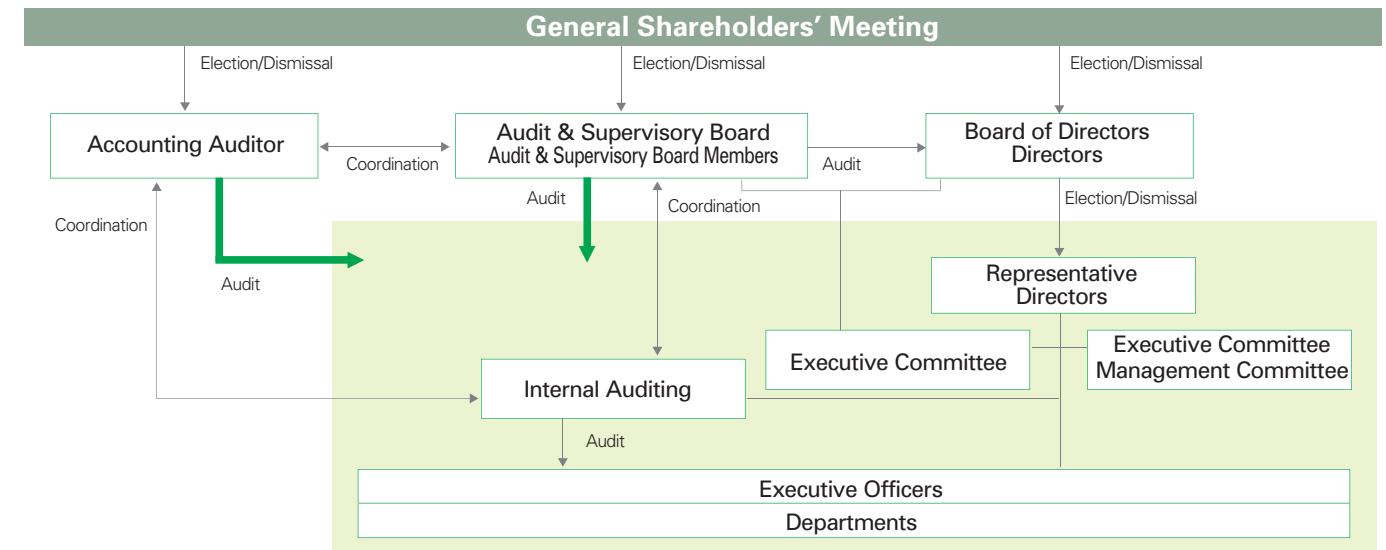 General Shareholders’ Meeting
Election/Dismissal
Election/Dismissal
Election/Dismissal
Accounting Auditor
Coordination
Audit & Supervisory Board
Audit & Supervisory Board Members
Audit
Board of Directors
Directors
Coordination
Audit
Audit
Coordination
Election/Dismissal
Representative
Directors
Executive Committee
Executive Committee
Management Committee
Internal Auditing
Audit
Executive Officers
Departments